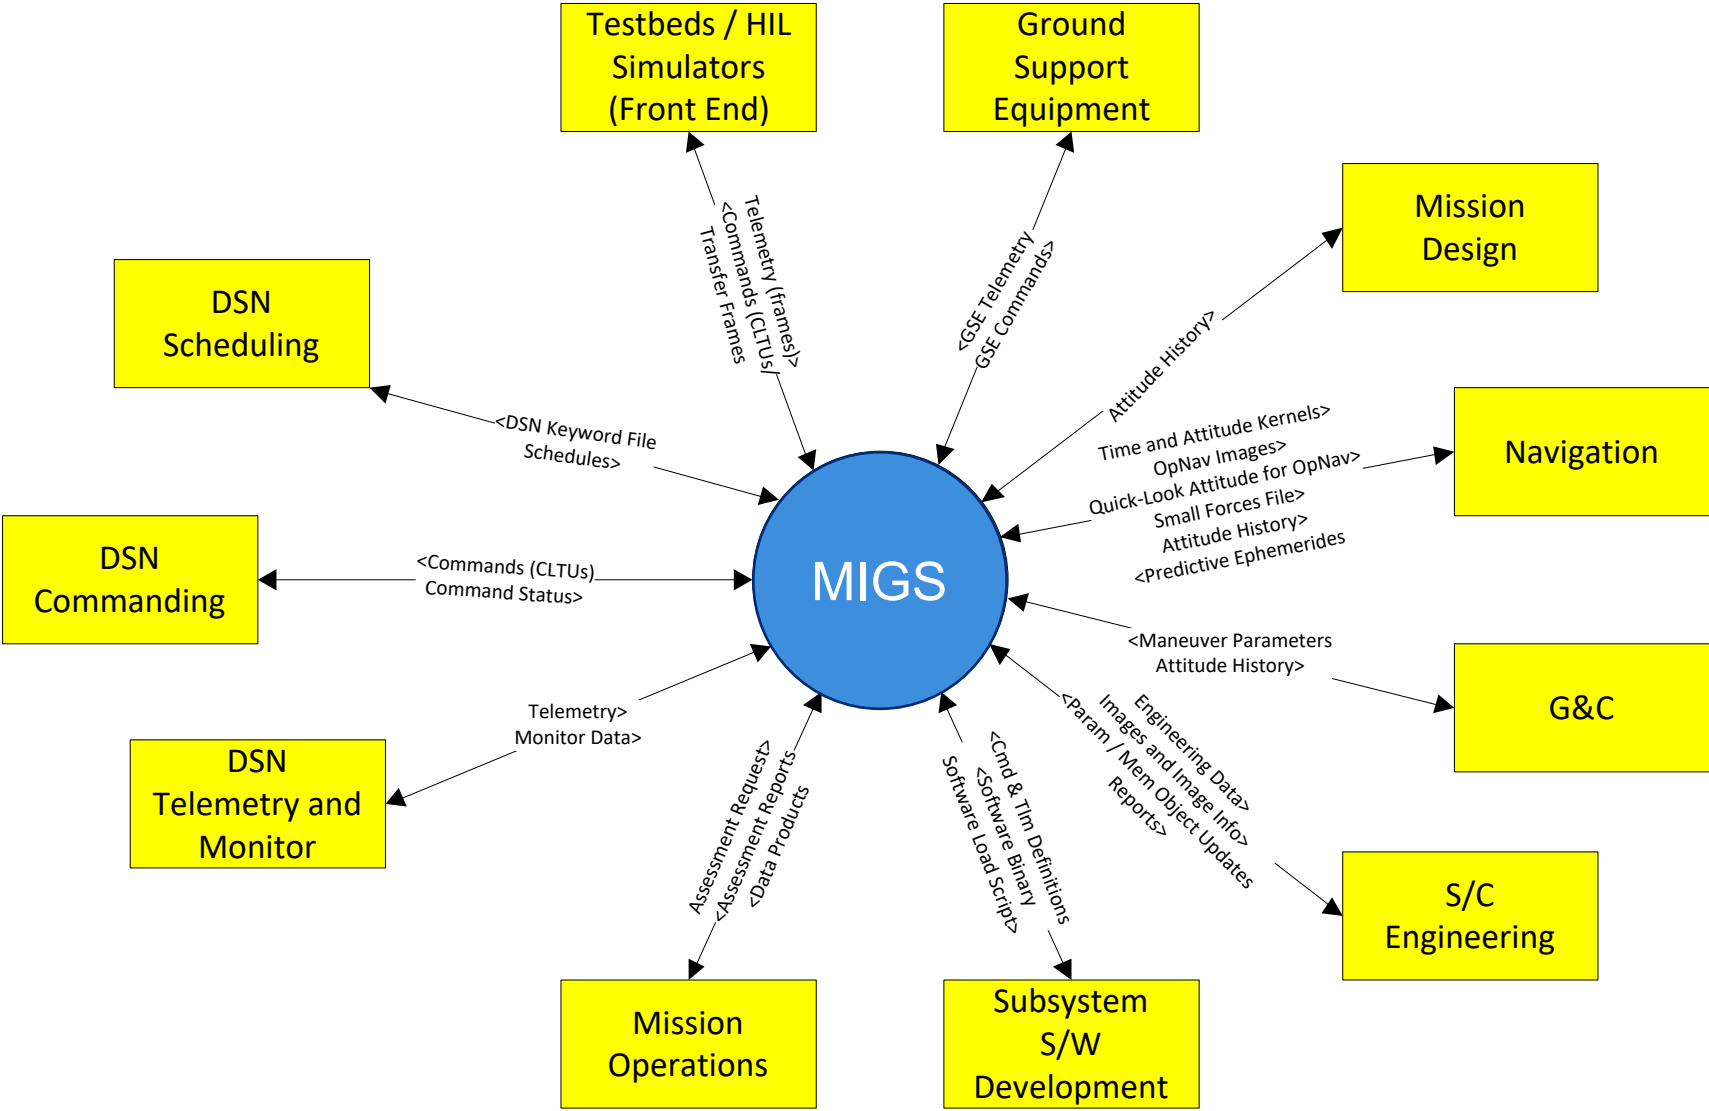 Testbeds / HIL
Simulators
(Front End)
Ground
Support
Equipment
Mission
Design
DSN
Scheduling
Telemetry (frames)>
<Commands (CLTUs/
Transfer Frames
<GSE Telemetry
GSE Commands>
Attitude History>
<DSN Keyword File
Schedules>
Time and Attitude Kernels>
OpNav Images>
Quick-Look Attitude for OpNav>
Small Forces File>
Attitude History>
<Predictive Ephemerides
Navigation
DSN
Commanding
<Commands (CLTUs)
Command Status>
MIGS
<Maneuver Parameters
Attitude History>
G&C
Telemetry>
Monitor Data>
DSN
Telemetry and
Monitor
Assessment Request>
<Assessment Reports
<Data Products
<Cmd & Tlm Definitions
<Software Binary
Software Load Script>
Engineering Data>
Images and Image Info>
<Param / Mem Object Updates
Reports>
S/C
Engineering
Mission
Operations
Subsystem
S/W
Development